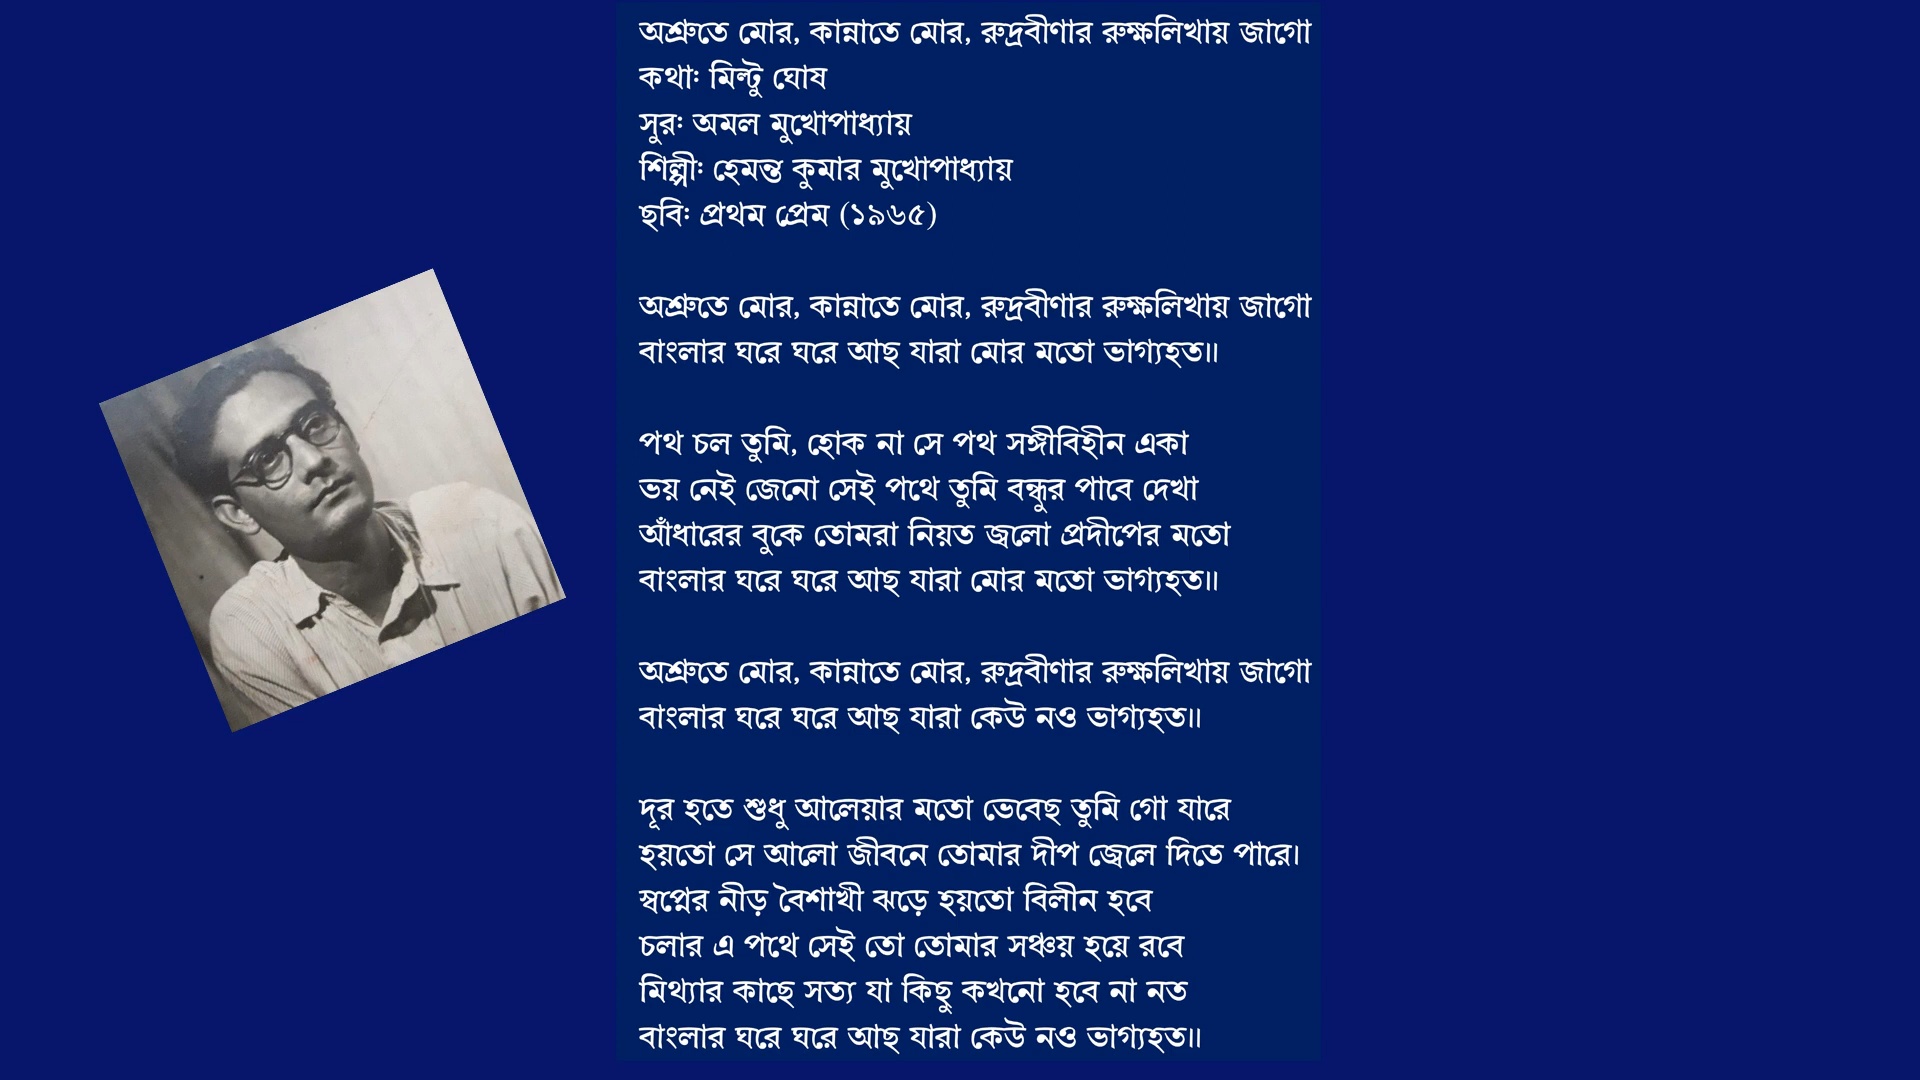 অশ্রুতে মোর, কান্নাতে মোর, রুদ্রবীণার রুক্ষলিখায় জাগো
কথাঃ মিল্টু ঘোষ
সুরঃ অমল মুখোপাধ্যায়
শিল্পীঃ হেমন্ত কুমার মুখোপাধ্যায়
ছবিঃ প্রথম প্রেম (১৯৬৫)
অশ্রুতে মোর, কান্নাতে মোর, রুদ্রবীণার রুক্ষলিখায় জাগো
বাংলার ঘরে ঘরে আছ যারা মোর মতো ভাগ্যহত॥
পথ চল তুমি, হোক না সে পথ সঙ্গীবিহীন একা
ভয় নেই জেনো সেই পথে তুমি বন্ধুর পাবে দেখা
আঁধারের বুকে তোমরা নিয়ত জ্বলো প্রদীপের মতো
বাংলার ঘরে ঘরে আছ যারা মোর মতো ভাগ্যহত॥
অশ্রুতে মোর, কান্নাতে মোর, রুদ্রবীণার রুক্ষলিখায় জাগো
বাংলার ঘরে ঘরে আছ যারা কেউ নও ভাগ্যহত॥
দূর হতে শুধু আলেয়ার মতো ভেবেছ তুমি গো যারে
হয়তো সে আলো জীবনে তোমার দীপ জ্বেলে দিতে পারে।
স্বপ্নের নীড় বৈশাখী ঝড়ে হয়তো বিলীন হবে
চলার এ পথে সেই তো তোমার সঞ্চয় হয়ে রবে
মিথ্যার কাছে সত্য যা কিছু কখনো হবে না নত
বাংলার ঘরে ঘরে আছ যারা কেউ নও ভাগ্যহত॥